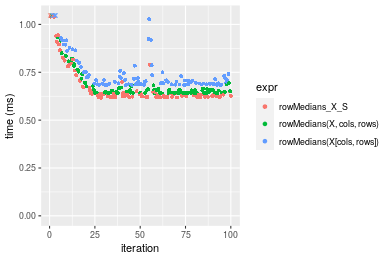 1.00
0.75
0.50
0.25
0.00
time (ms)
0
25
50
75
100
iteration
expr
rowMedians_X_S
rowMedians(X, cols, rows)
rowMedians(X[cols, rows])